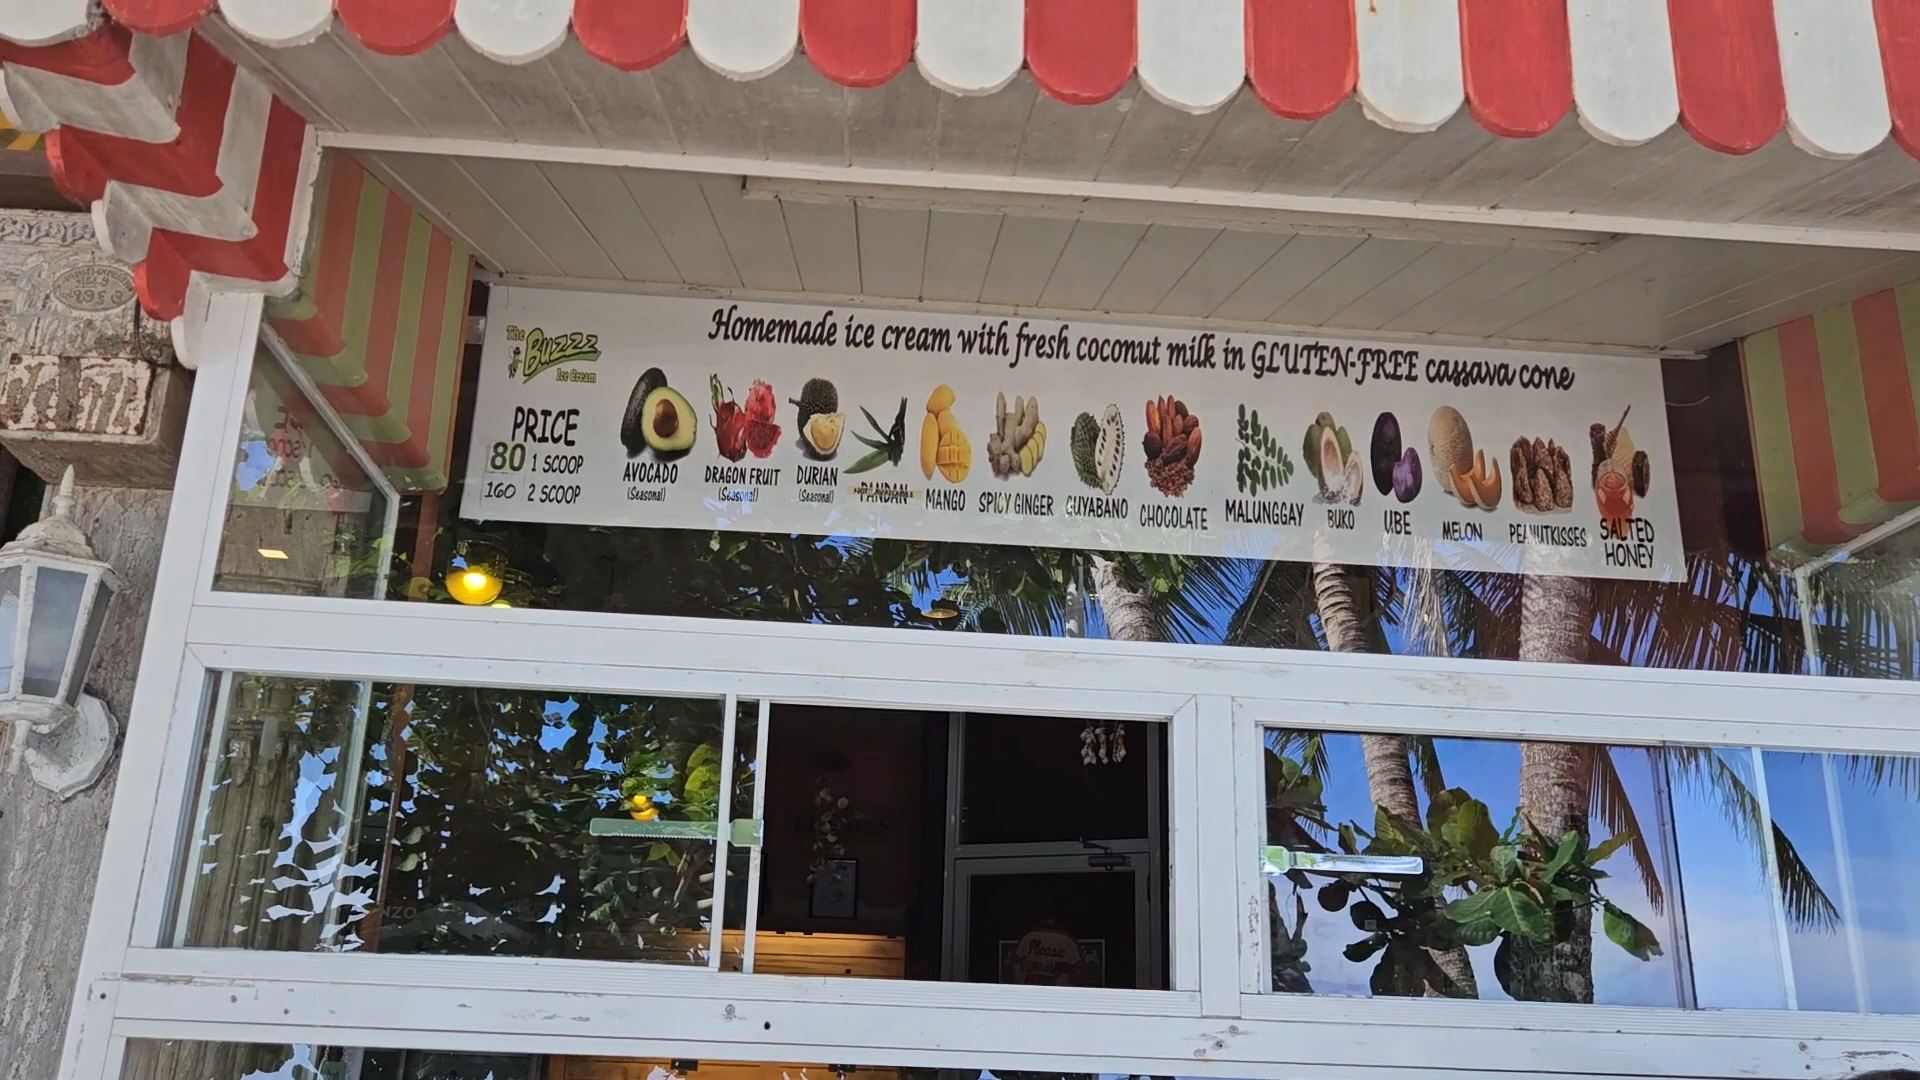 Homemade ice cream with fresh coconut milk in GLUTEN-FREE cassava cone
The Buzzz
Ice Cream
PRICE
80 1 SCOOP
160 2 SCOOP
AVOCADO
(Seasonal)
DRAGON FRUIT
(Seasonal)
DURIAN
(Seasonal)
PANDAN
MANGO
SPICY GINGER
GUYABANO
CHOCOLATE
MALUNGGAY
BUKO
UBE
MELON
PEANUTKISSES
SALTED
HONEY
Please